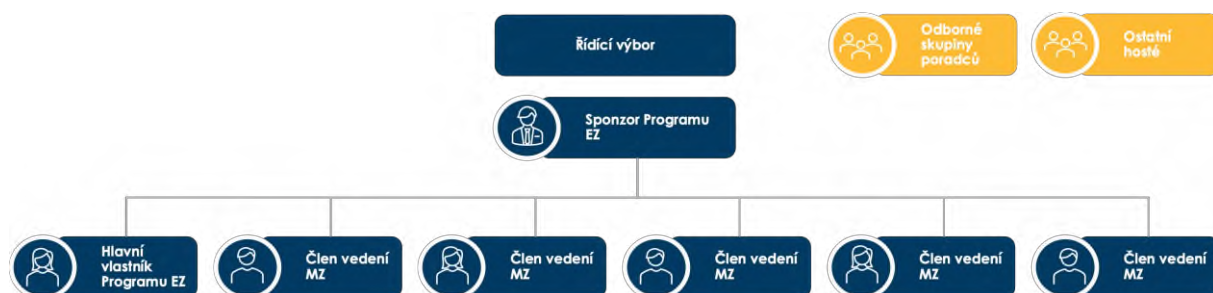 Řídící výbor
Odborné
skupiny
poradců
Ostatní
hosté
Sponzor Programu
EZ
Hlavní
vlastník
Programu EZ
Člen vedení
MZ
Člen vedení
MZ
Člen vedení
MZ
Člen vedení
MZ
Člen vedení
MZ